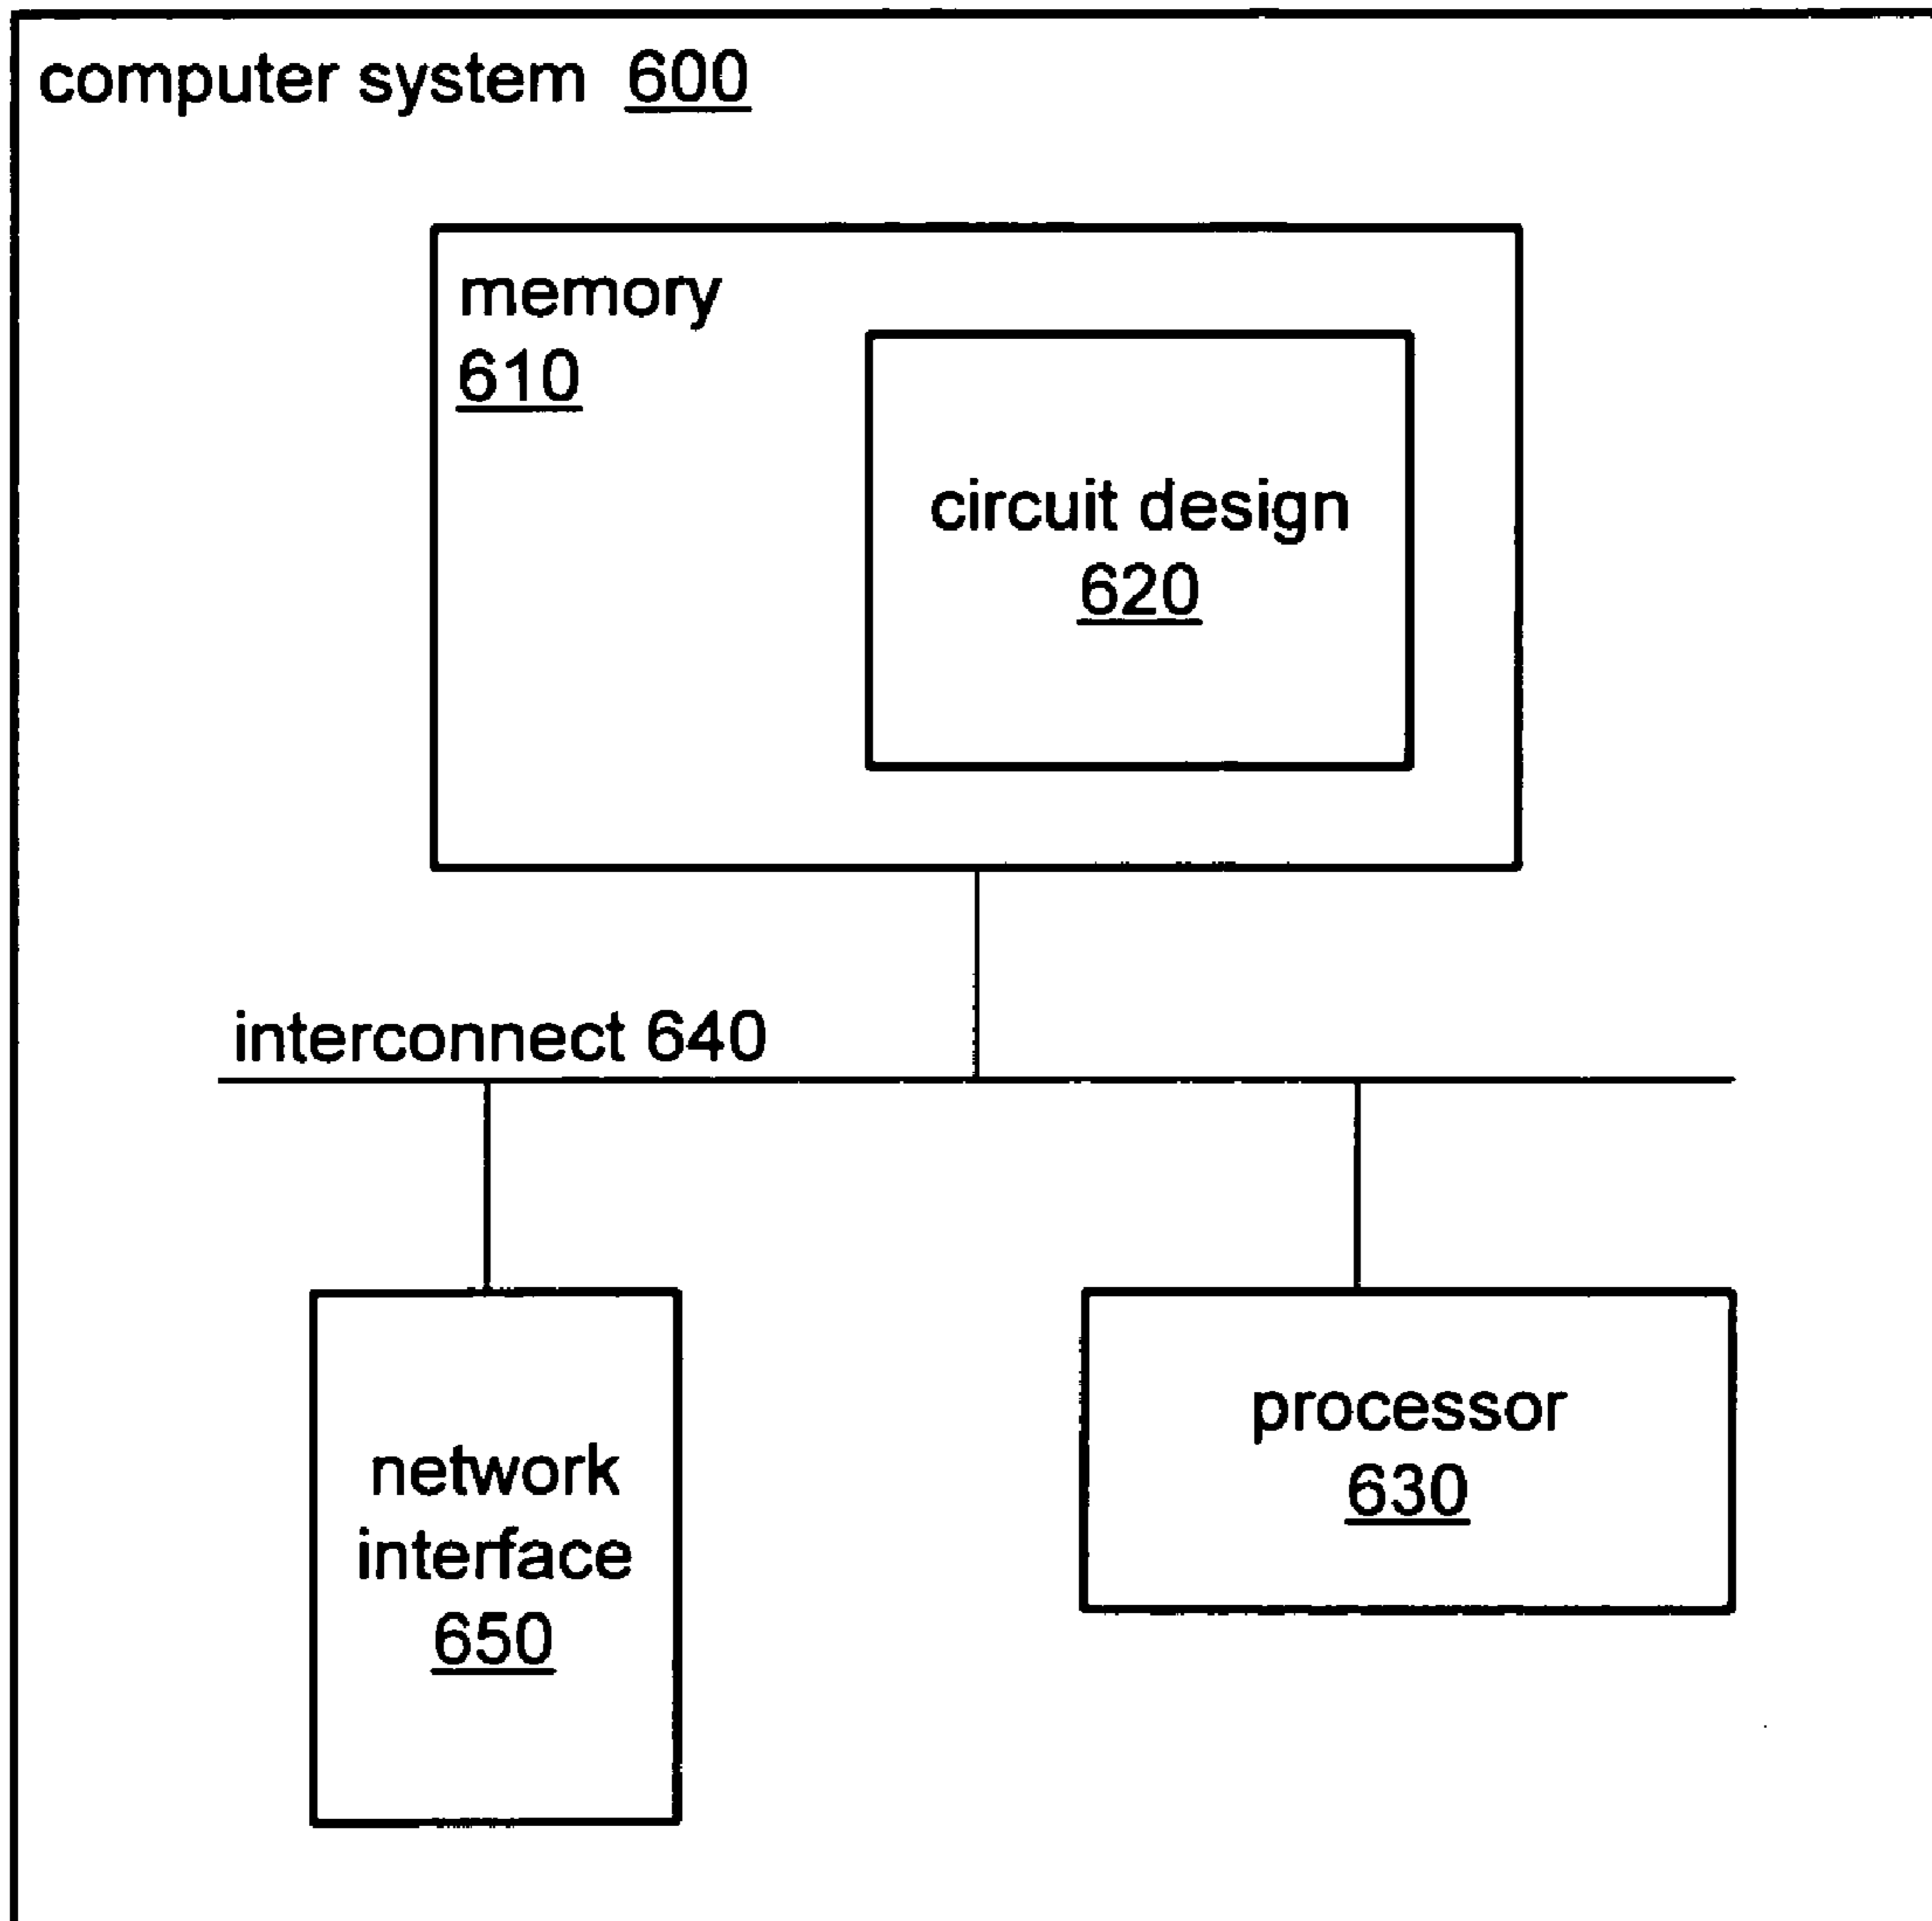 computer system 600
memory
610
circuit design
620
interconnect 640
network
interface
650
processor
630